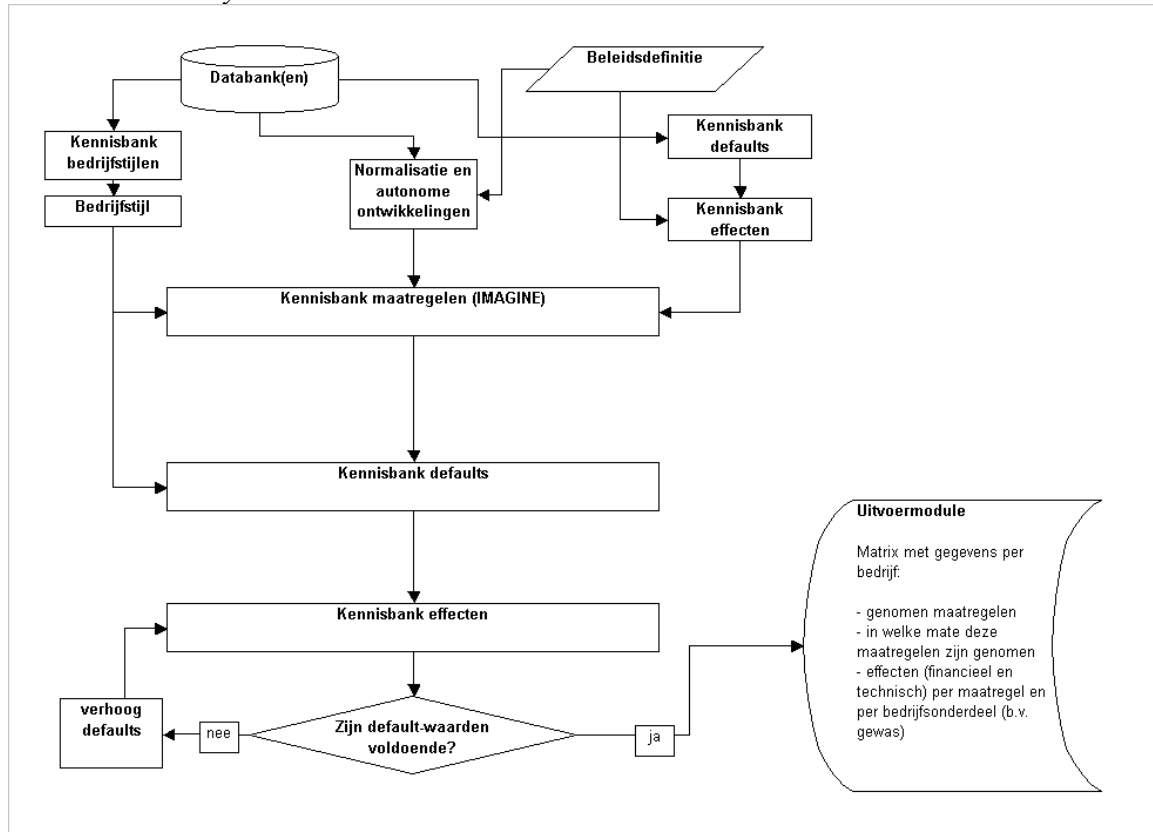 Databank(en)
Beleidsdefinitie
Kennisbank
bedrijfstijlen
Kennisbank
defaults
Normalisatie en
autonome
ontwikkelingen
Bedrijfstijl
Kennisbank
effecten
Kennisbank maatregelen (IMAGINE)
Kennisbank defaults
Uitvoermodule
Matrix met gegevens per
bedrijf:
- genomen maatregelen
- in welke mate deze
maatregelen zijn genomen
- effecten (financieel en
technisch) per maatregel en
per bedrijfsonderdeel (b.v.
gewas)
Kennisbank effecten
verhoog
defaults
nee
Zijn default-waarden
voldoende?
ja